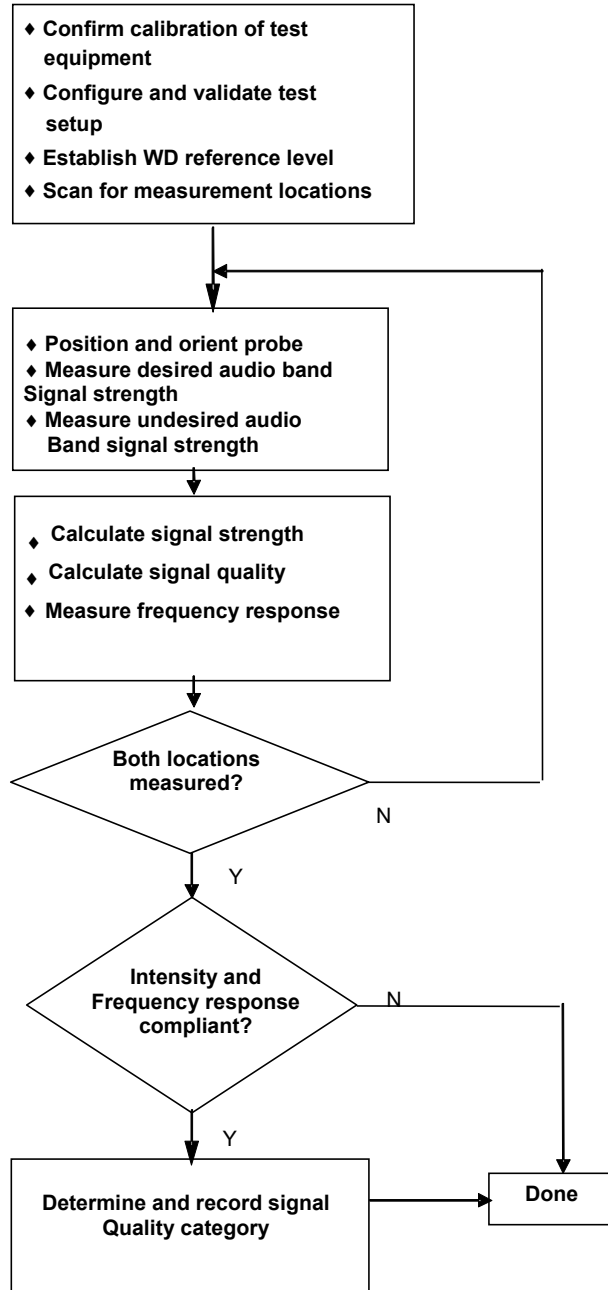 ♦ Confirm calibration of test
equipment
♦ Configure and validate test
setup
♦ Establish WD reference level
♦ Scan for measurement locations
♦ Position and orient probe
♦ Measure desired audio band
Signal strength
♦ Measure undesired audio
Band signal strength
♦ Calculate signal strength
♦ Calculate signal quality
♦ Measure frequency response
Both locations
measured?
N
Y
Intensity and
Frequency response
compliant?
N
Y
Determine and record signal
Quality category
Done